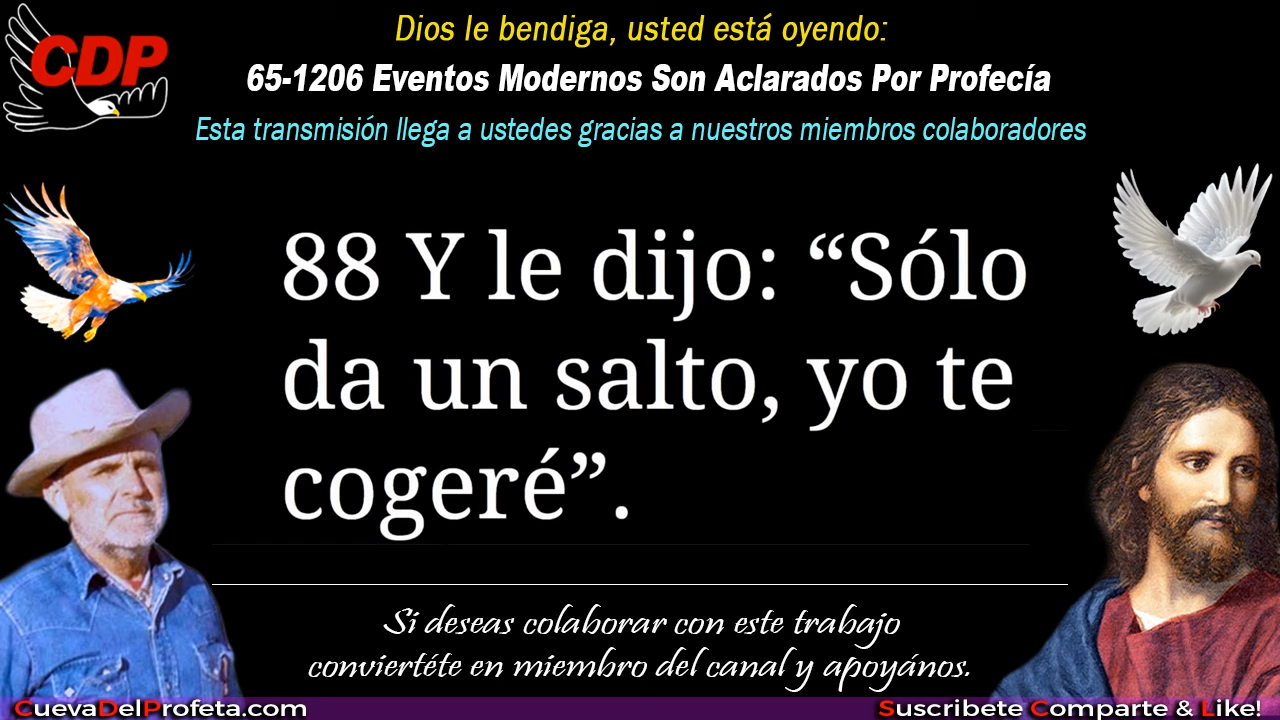 CDP
Dios le bendiga, usted está oyendo:
65-1206 Eventos Modernos Son Aclarados Por Profecía
Esta transmisión llega a ustedes gracias a nuestros miembros colaboradores
88 Y le dijo: “Sólo
da un salto, yo te
cogeré”.
Si deseas colaborar con este trabajo
conviertéte en miembro del canal y apoyános.
CuevaDelProfeta.com
Suscribete Comparte & Like!